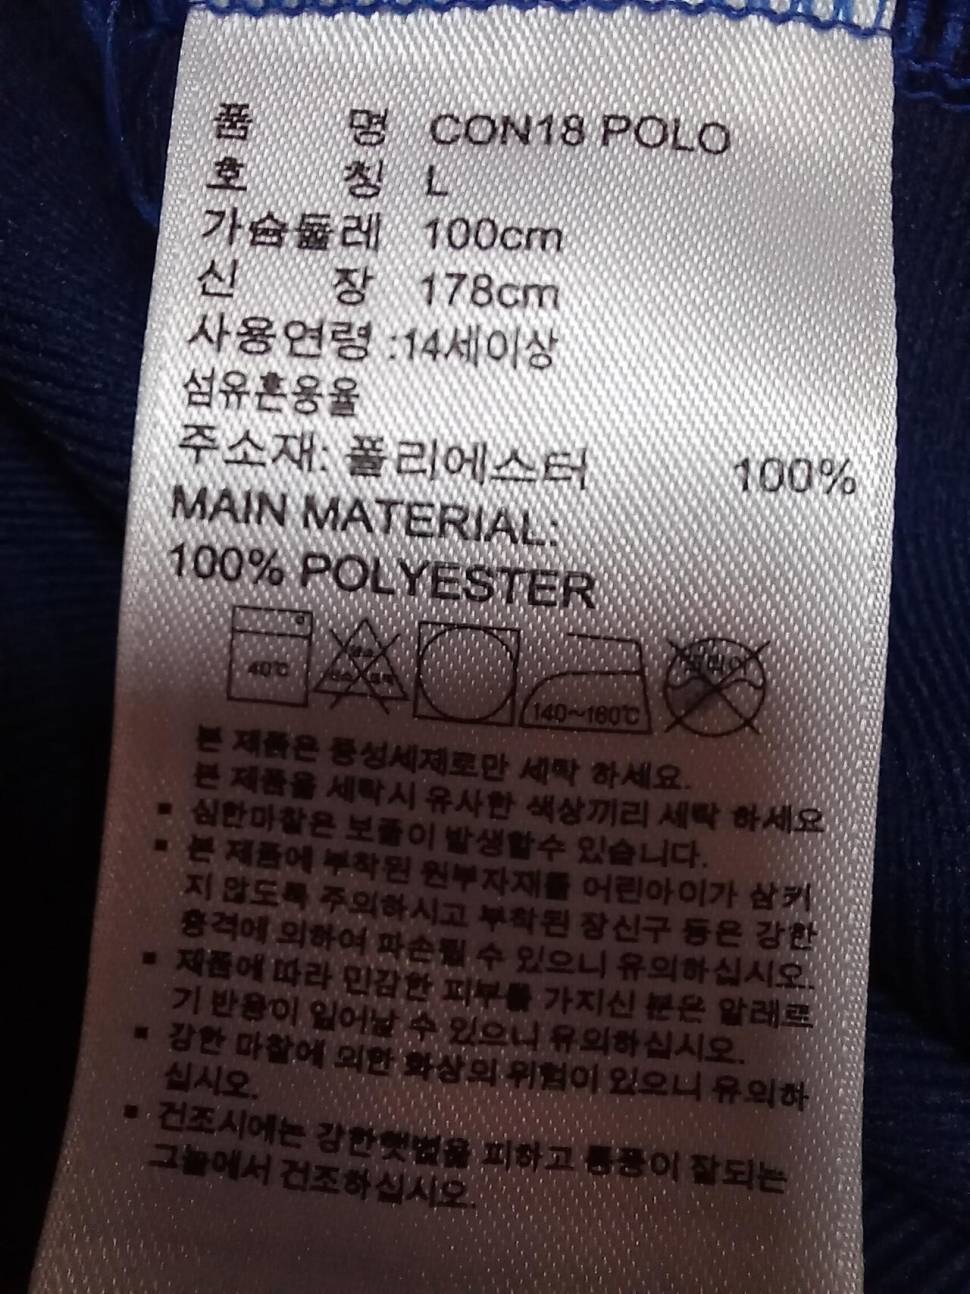 품 명 CON18 POLO
호 칭 L
가슴둘레 100cm
신 장 178cm
사용연령 :14세이상
섬유혼용율
주소재: 폴리에스터 100%
MAIN MATERIAL:
100% POLYESTER
40℃
140~160℃
본 제품은 중성세제로만 세탁 하세요.
본 제품을 세탁시 유사한 색상끼리 세탁 하세요
▪ 심한마찰은 보풀이 발생할수 있습니다.
▪ 본 제품에 부착된 원부자재를 어린아이가 삼키
지 않도록 주의하시고 부착된 장신구 등은 강한
충격에 의하여 파손될 수 있으니 유의하십시오.
▪ 제품에 따라 민감한 피부를 가지신 분은 알레르
기 반응이 일어날 수 있으니 유의하십시오.
▪ 강한 마찰에 의한 화상의 위험이 있으니 유의하
십시오.
▪ 건조시에는 강한햇볕을 피하고 통풍이 잘되는
그늘에서 건조하십시오.